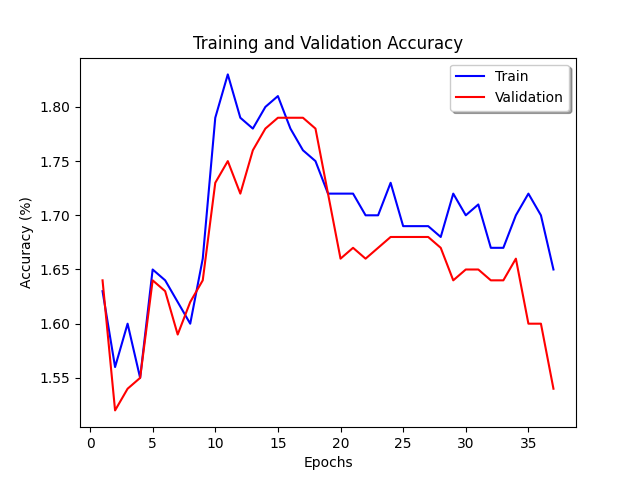 Training and Validation Accuracy
Train
Validation
Accuracy (%)
1.80
1.75
1.70
1.65
1.60
1.55
0 5 10 15 20 25 30 35
Epochs